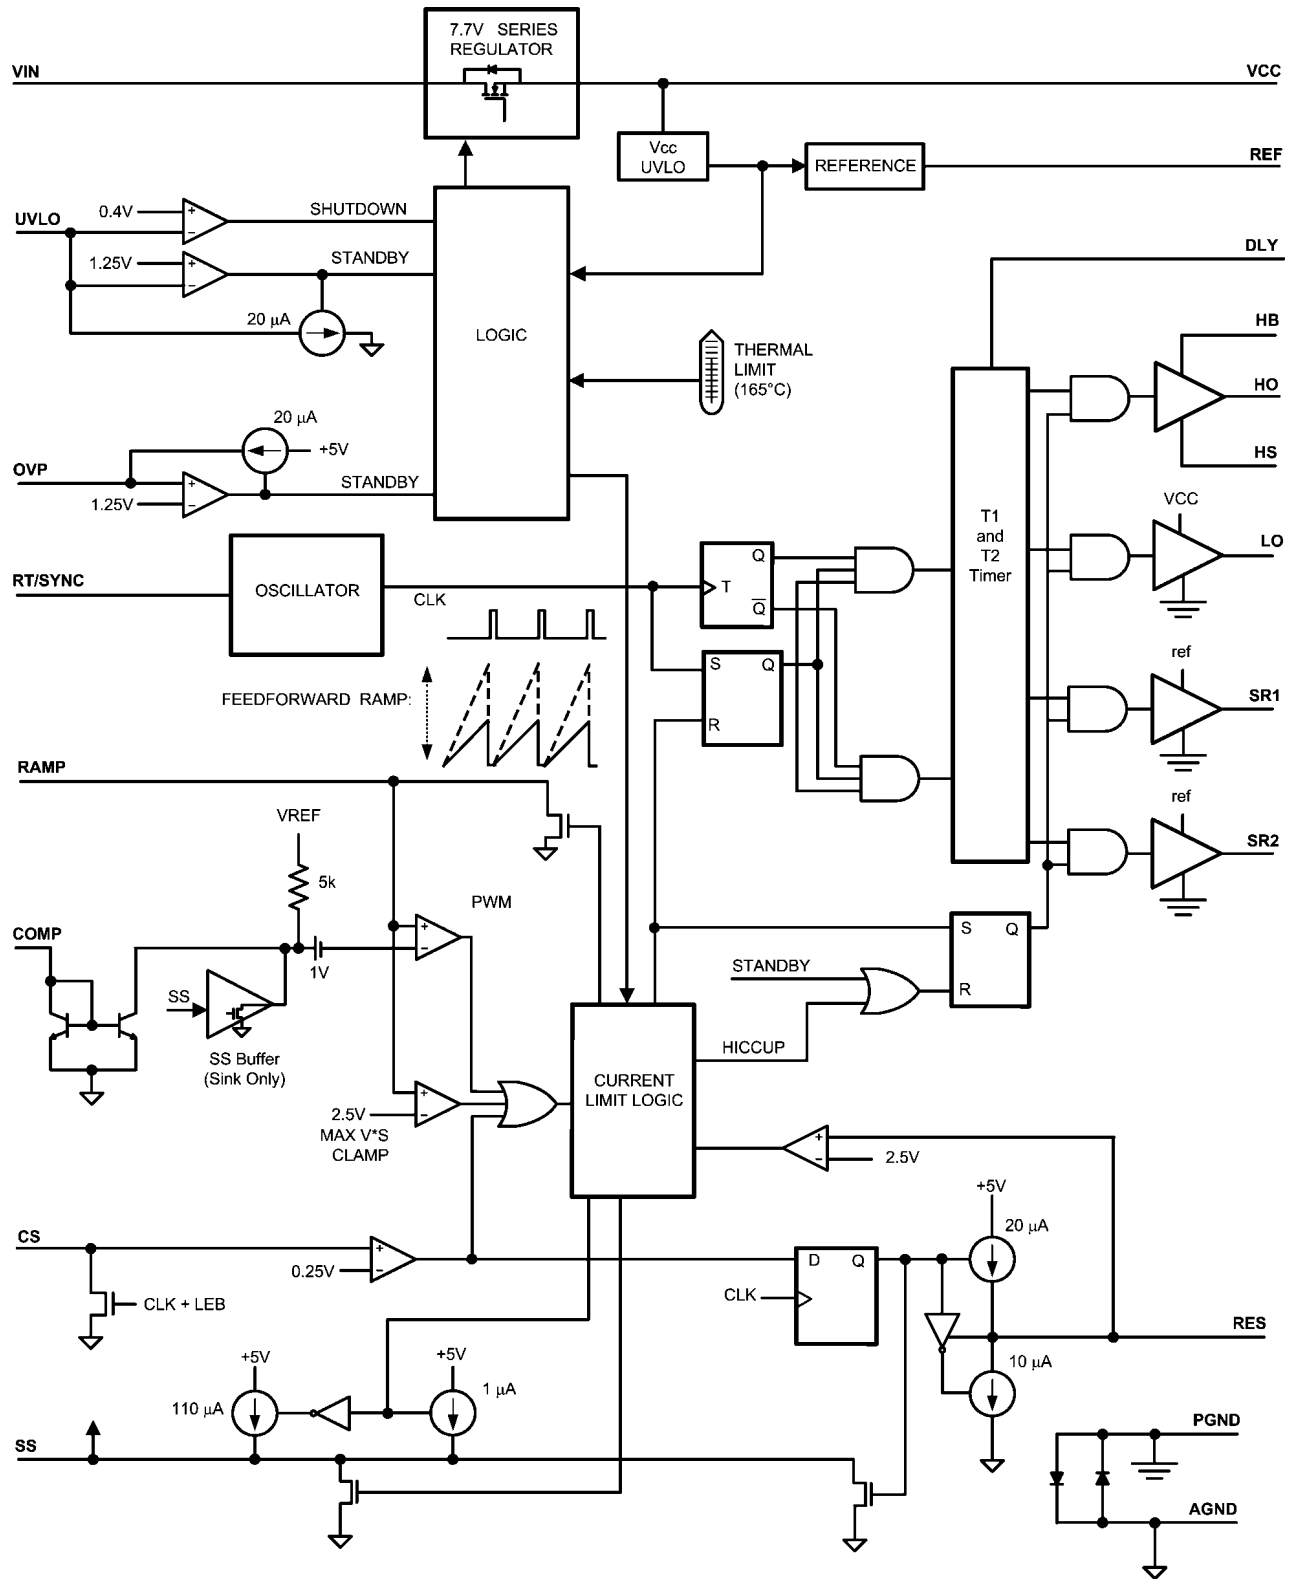 7.7V SERIES
REGULATOR
VIN
VCC
Vcc
UVLO
REFERENCE
REF
0.4V
+
−
SHUTDOWN
UVLO
1.25V
+
−
STANDBY
20 µA
LOGIC
THERMAL
LIMIT
(165°C)
DLY
HB
HO
HS
20 µA
+5V
OVP
+
−
1.25V
STANDBY
VCC
LO
T1
and
T2
Timer
RT/SYNC
OSCILLATOR
CLK
T
Q
Q̅
S
Q
R
FEEDFORWARD RAMP:
ref
SR1
RAMP
VREF
5k
PWM
ref
SR2
COMP
1V
+
−
SS
SS Buffer
(Sink Only)
STANDBY
S
Q
R
HICCUP
CURRENT
LIMIT LOGIC
+
−
2.5V
MAX V*S
CLAMP
+
−
2.5V
+5V
20 µA
CS
+
−
0.25V
D
Q
CLK
CLK + LEB
RES
10 µA
+5V
110 µA
+5V
1 µA
SS
PGND
AGND